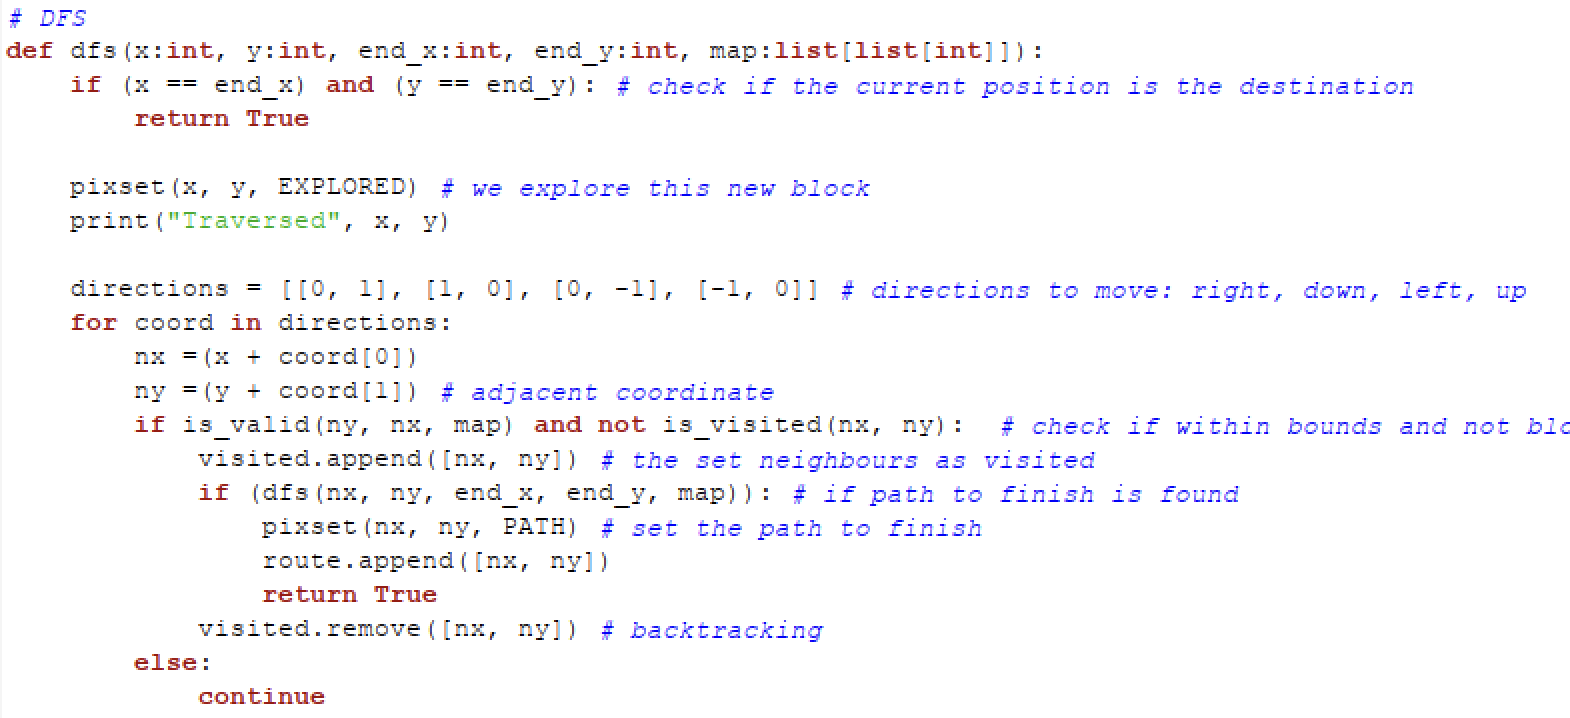 # DFS
def dfs(x:int, y:int, end_x:int, end_y:int, map:list[list[int]]):
    if (x == end_x) and (y == end_y): # check if the current position is the destination
        return True

    pixset(x, y, EXPLORED) # we explore this new block
    print("Traversed", x, y)

    directions = [[0, 1], [1, 0], [0, -1], [-1, 0]] # directions to move: right, down, left, up
    for coord in directions:
        nx =(x + coord[0])
        ny =(y + coord[1]) # adjacent coordinate
        if is_valid(ny, nx, map) and not is_visited(nx, ny):  # check if within bounds and not
            visited.append([nx, ny]) # the set neighbours as visited
            if (dfs(nx, ny, end_x, end_y, map)): # if path to finish is found
                pixset(nx, ny, PATH) # set the path to finish
                route.append([nx, ny])
                return True
            visited.remove([nx, ny]) # backtracking
        else:
            continue